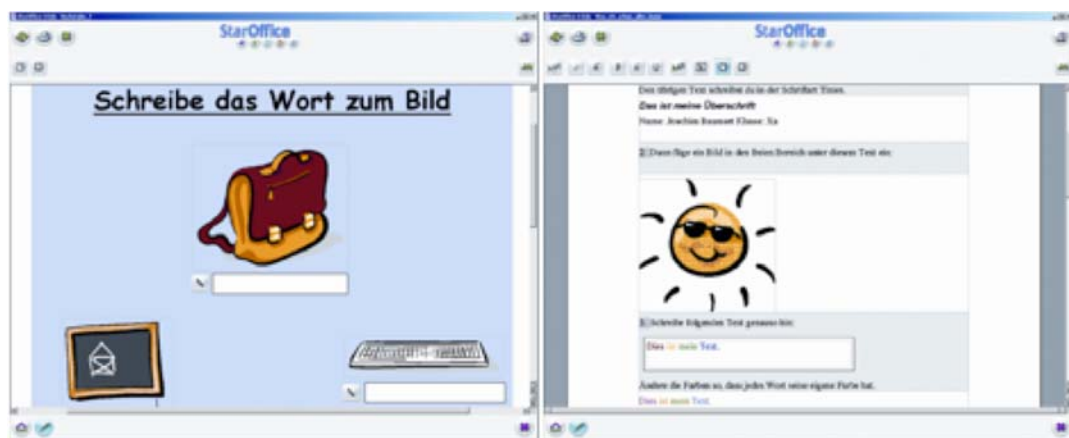 StarOffice
Schreibe das Wort zum Bild
StarOffice
Den übrigen Text schreibst du in der Schriftart Times.
Das ist meine Überschrift
Name: Joachim Klasse: Xa
2. Dann füge ein Bild in den freien Bereich unter diesem Text ein:
3. Schreibe folgenden Text genauso hin:
Dies ist mein Text.
Ändere die Farben so, dass jedes Wort seine eigene Farbe hat.
Dies ist mein Text.